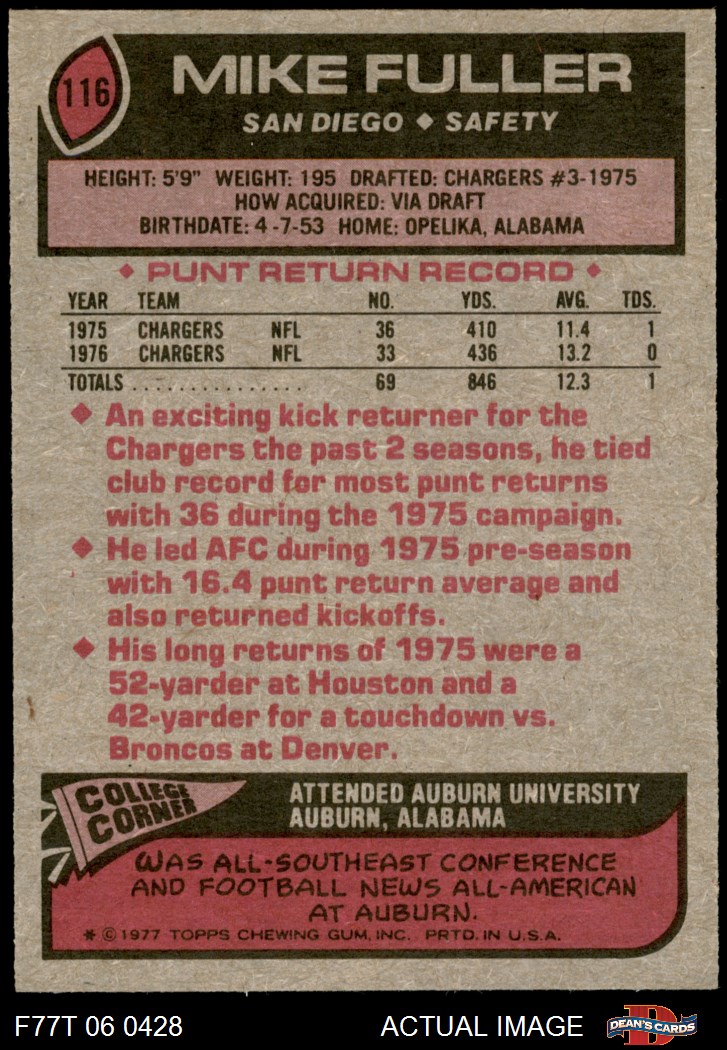 116
MIKE FULLER
SAN DIEGO ◆ SAFETY
HEIGHT: 5'9" WEIGHT: 195 DRAFTED: CHARGERS #3-1975
HOW ACQUIRED: VIA DRAFT
BIRTHDATE: 4-7-53 HOME: OPELIKA, ALABAMA
◆ PUNT RETURN RECORD ◆
YEAR TEAM NO. YDS. AVG. TDS.
1975 CHARGERS NFL 36 410 11.4 1
1976 CHARGERS NFL 33 436 13.2 0
TOTALS . . . . . . . . . . . . . . . . 69 846 12.3 1
◆ An exciting kick returner for the
Chargers the past 2 seasons, he tied
club record for most punt returns
with 36 during the 1975 campaign.
◆ He led AFC during 1975 pre-season
with 16.4 punt return average and
also returned kickoffs.
◆ His long returns of 1975 were a
52-yarder at Houston and a
42-yarder for a touchdown vs.
Broncos at Denver.
COLLEGE
CORNER
ATTENDED AUBURN UNIVERSITY
AUBURN, ALABAMA
WAS ALL-SOUTHEAST CONFERENCE
AND FOOTBALL NEWS ALL-AMERICAN
AT AUBURN.
* © 1977 TOPPS CHEWING GUM, INC. PRTD. IN U.S.A.
F77T 06 0428 ACTUAL IMAGE
D
DEAN'S CARDS